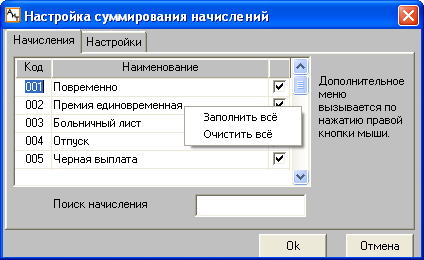 Настройка суммирования начислений
Начисления Настройки
Код Наименование
001 Повременно
002 Премия единовременная
003 Больничный лист
004 Отпуск
005 Черная выплата
Заполнить всё
Очистить всё
Дополнительное
меню
вызывается по
нажатию правой
кнопки мыши.
Поиск начисления
Ok Отмена